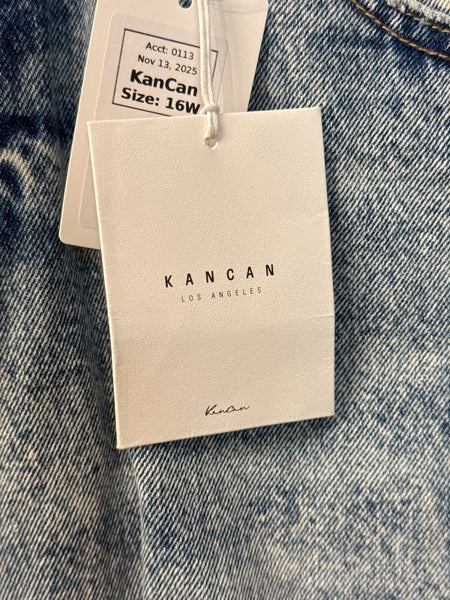 Acct: 0113
Nov 13, 2025
KanCan
Size: 16W
KANCAN
LOS ANGELES
KanCan